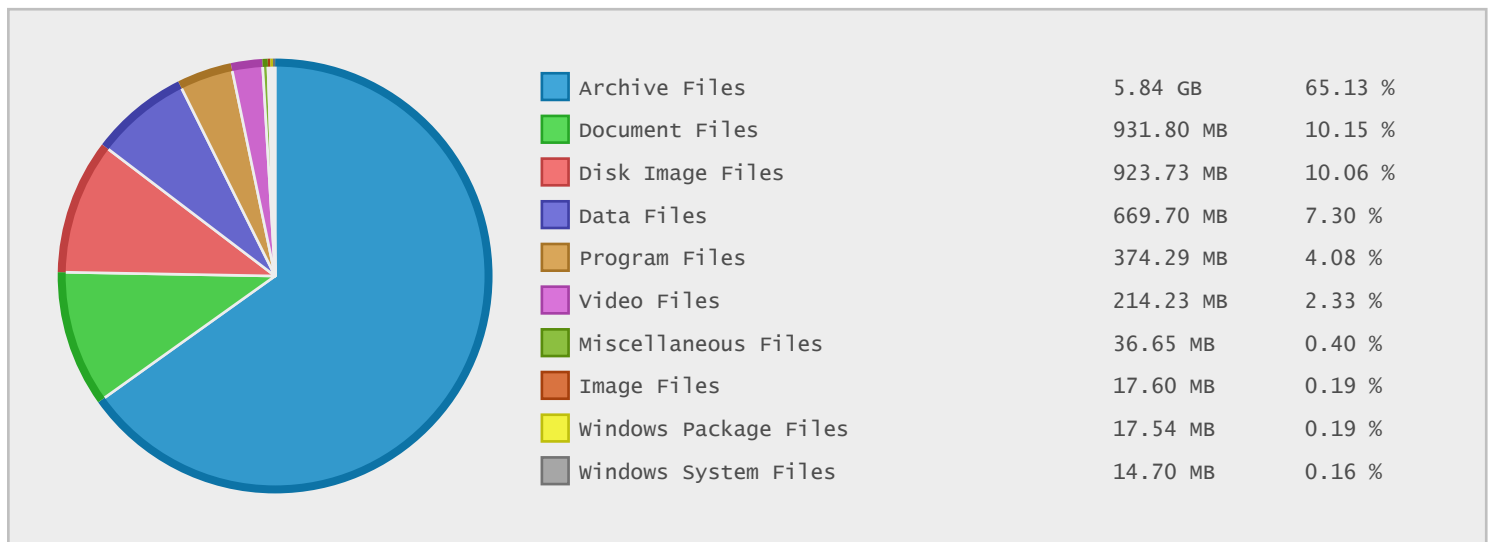 Archive Files 5.84 GB 65.13 %
Document Files 931.80 MB 10.15 %
Disk Image Files 923.73 MB 10.06 %
Data Files 669.70 MB 7.30 %
Program Files 374.29 MB 4.08 %
Video Files 214.23 MB 2.33 %
Miscellaneous Files 36.65 MB 0.40 %
Image Files 17.60 MB 0.19 %
Windows Package Files 17.54 MB 0.19 %
Windows System Files 14.70 MB 0.16 %